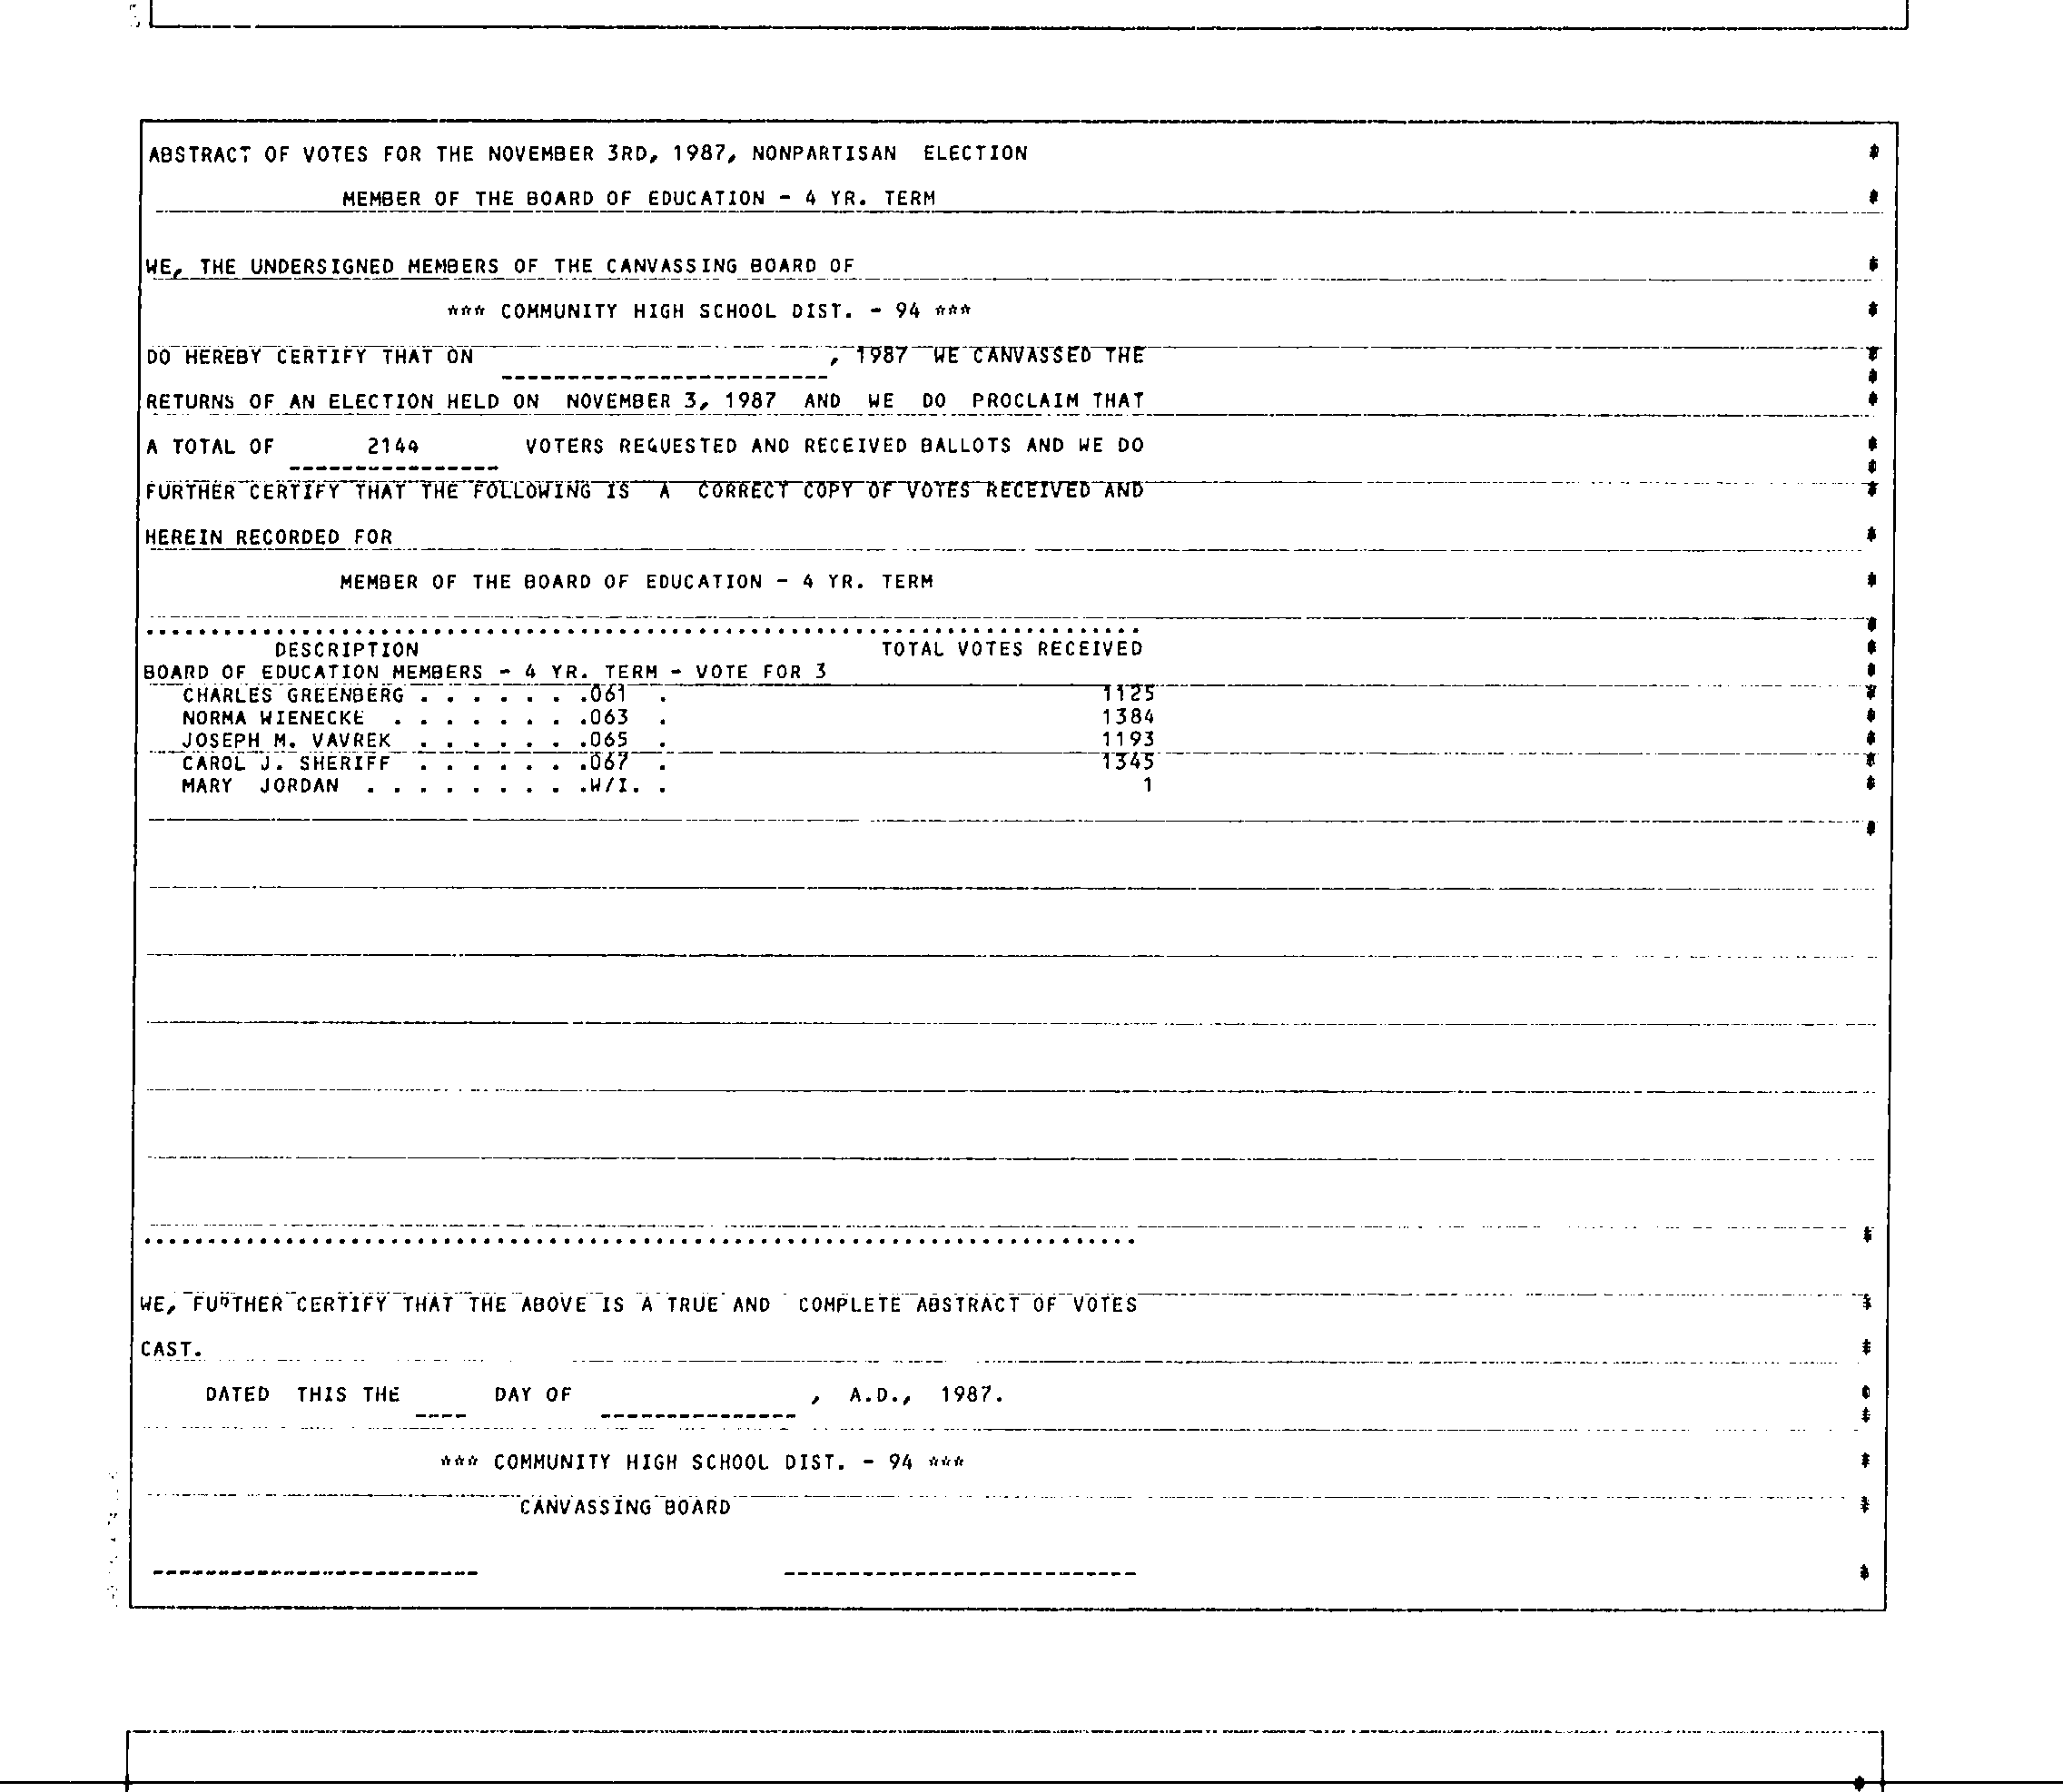 ABSTRACT OF VOTES FOR THE NOVEMBER 3RD, 1987, NONPARTISAN ELECTION
MEMBER OF THE BOARD OF EDUCATION - 4 YR. TERM
WE, THE UNDERSIGNED MEMBERS OF THE CANVASSING BOARD OF
*** COMMUNITY HIGH SCHOOL DIST. - 94 ***
DO HEREBY CERTIFY THAT ON , 1987 WE CANVASSED THE
RETURNS OF AN ELECTION HELD ON NOVEMBER 3, 1987 AND WE DO PROCLAIM THAT
A TOTAL OF 2144 VOTERS REQUESTED AND RECEIVED BALLOTS AND WE DO
FURTHER CERTIFY THAT THE FOLLOWING IS A CORRECT COPY OF VOTES RECEIVED AND
HEREIN RECORDED FOR
MEMBER OF THE BOARD OF EDUCATION - 4 YR. TERM
DESCRIPTION TOTAL VOTES RECEIVED
BOARD OF EDUCATION MEMBERS - 4 YR. TERM - VOTE FOR 3
CHARLES GREENBERG . . . . . . .061 . 1125
NORMA WIENECKE . . . . . . . .063 . 1384
JOSEPH M. VAVREK . . . . . . .065 . 1193
CAROL J. SHERIFF . . . . . . .067 . 1345
MARY JORDAN . . . . . . . . .W/I. . 1
WE, FURTHER CERTIFY THAT THE ABOVE IS A TRUE AND COMPLETE ABSTRACT OF VOTES
CAST.
DATED THIS THE ---- DAY OF ---------------, A.D., 1987.
*** COMMUNITY HIGH SCHOOL DIST. - 94 ***
CANVASSING BOARD